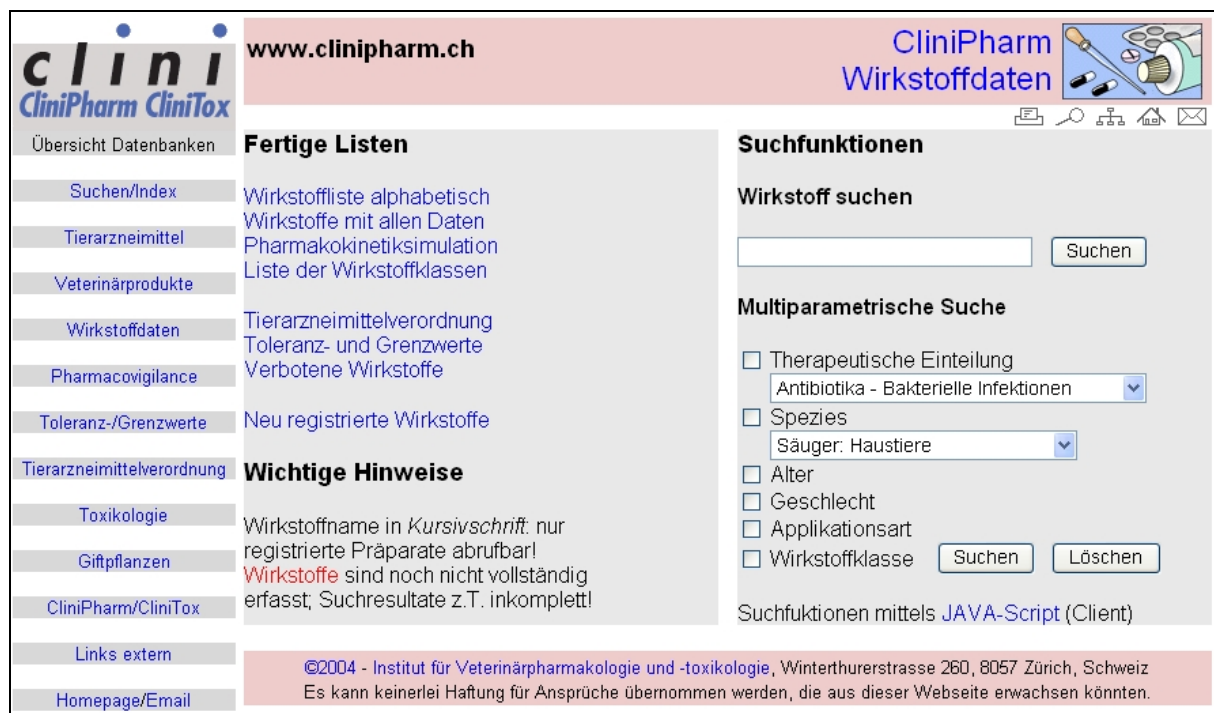 clini
CliniPharm CliniTox
www.clinipharm.ch
CliniPharm
Wirkstoffdaten
Übersicht Datenbanken
Suchen/Index
Tierarzneimittel
Veterinärprodukte
Wirkstoffdaten
Pharmacovigilance
Toleranz-/Grenzwerte
Tierarzneimittelverordnung
Toxikologie
Giftpflanzen
CliniPharm/CliniTox
Links extern
Homepage/Email
Fertige Listen
Wirkstoffliste alphabetisch
Wirkstoffe mit allen Daten
Pharmakokinetiksimulation
Liste der Wirkstoffklassen
Tierarzneimittelverordnung
Toleranz- und Grenzwerte
Verbotene Wirkstoffe
Neu registrierte Wirkstoffe
Wichtige Hinweise
Wirkstoffname in Kursivschrift: nur
registrierte Präparate abrufbar!
Wirkstoffe sind noch nicht vollständig
erfasst; Suchresultate z.T. inkomplett!
Suchfunktionen
Wirkstoff suchen
Suchen
Multiparametrische Suche
Therapeutische Einteilung
Antibiotika - Bakterielle Infektionen
Spezies
Säuger: Haustiere
Alter
Geschlecht
Applikationsart
Wirkstoffklasse Suchen Löschen
Suchfuktionen mittels JAVA-Script (Client)
©2004 - Institut für Veterinärpharmakologie und -toxikologie, Winterthurerstrasse 260, 8057 Zürich, Schweiz
Es kann keinerlei Haftung für Ansprüche übernommen werden, die aus dieser Webseite erwachsen könnten.